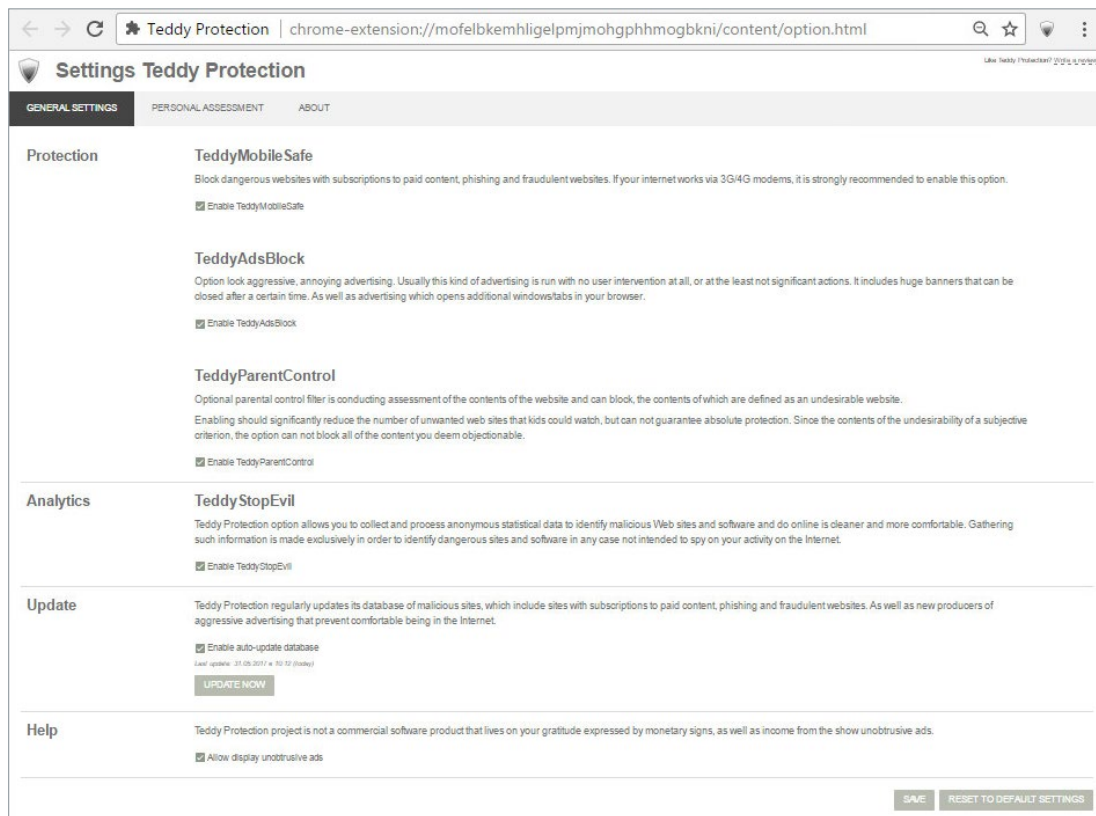 Teddy Protection | chrome-extension://mofelbkemhligelpmjmohgphhmogbkni/content/option.html
Like Teddy Protection? Write a review
Settings Teddy Protection
GENERAL SETTINGS PERSONAL ASSESSMENT ABOUT
Protection
TeddyMobileSafe
Block dangerous websites with subscriptions to paid content, phishing and fraudulent websites. If your internet works via 3G/4G modems, it is strongly recommended to enable this option.
Enable TeddyMobileSafe
TeddyAdsBlock
Option lock aggressive, annoying advertising. Usually this kind of advertising is run with no user intervention at all, or at the least not significant actions. It includes huge banners that can be
closed after a certain time. As well as advertising which opens additional windows/tabs in your browser.
Enable TeddyAdsBlock
TeddyParentControl
Optional parental control filter is conducting assessment of the contents of the website and can block, the contents of which are defined as an undesirable website.
Enabling should significantly reduce the number of unwanted web sites that kids could watch, but can not guarantee absolute protection. Since the contents of the undesirability of a subjective
criterion, the option can not block all of the content you deem objectionable.
Enable TeddyParentControl
Analytics
TeddyStopEvil
Teddy Protection option allows you to collect and process anonymous statistical data to identify malicious Web sites and software and do online is cleaner and more comfortable. Gathering
such information is made exclusively in order to identify dangerous sites and software in any case not intended to spy on your activity on the Internet.
Enable TeddyStopEvil
Update
Teddy Protection regularly updates its database of malicious sites, which include sites with subscriptions to paid content, phishing and fraudulent websites. As well as new producers of
aggressive advertising that prevent comfortable being in the Internet.
Enable auto-update database
Last update: 31.05.2017 в 10:12 (today)
UPDATE NOW
Help
Teddy Protection project is not a commercial software product that lives on your gratitude expressed by monetary signs, as well as income from the show unobtrusive ads.
Allow display unobtrusive ads
SAVE RESET TO DEFAULT SETTINGS